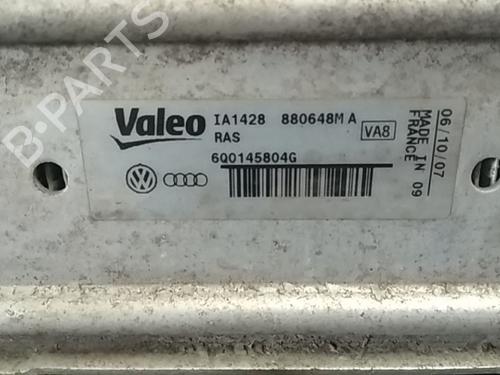 B-Parts
Valeo
IA1428 880648M A
RAS
VA8
6Q0145804G
06/10/07
MADE IN 09
FRANCE